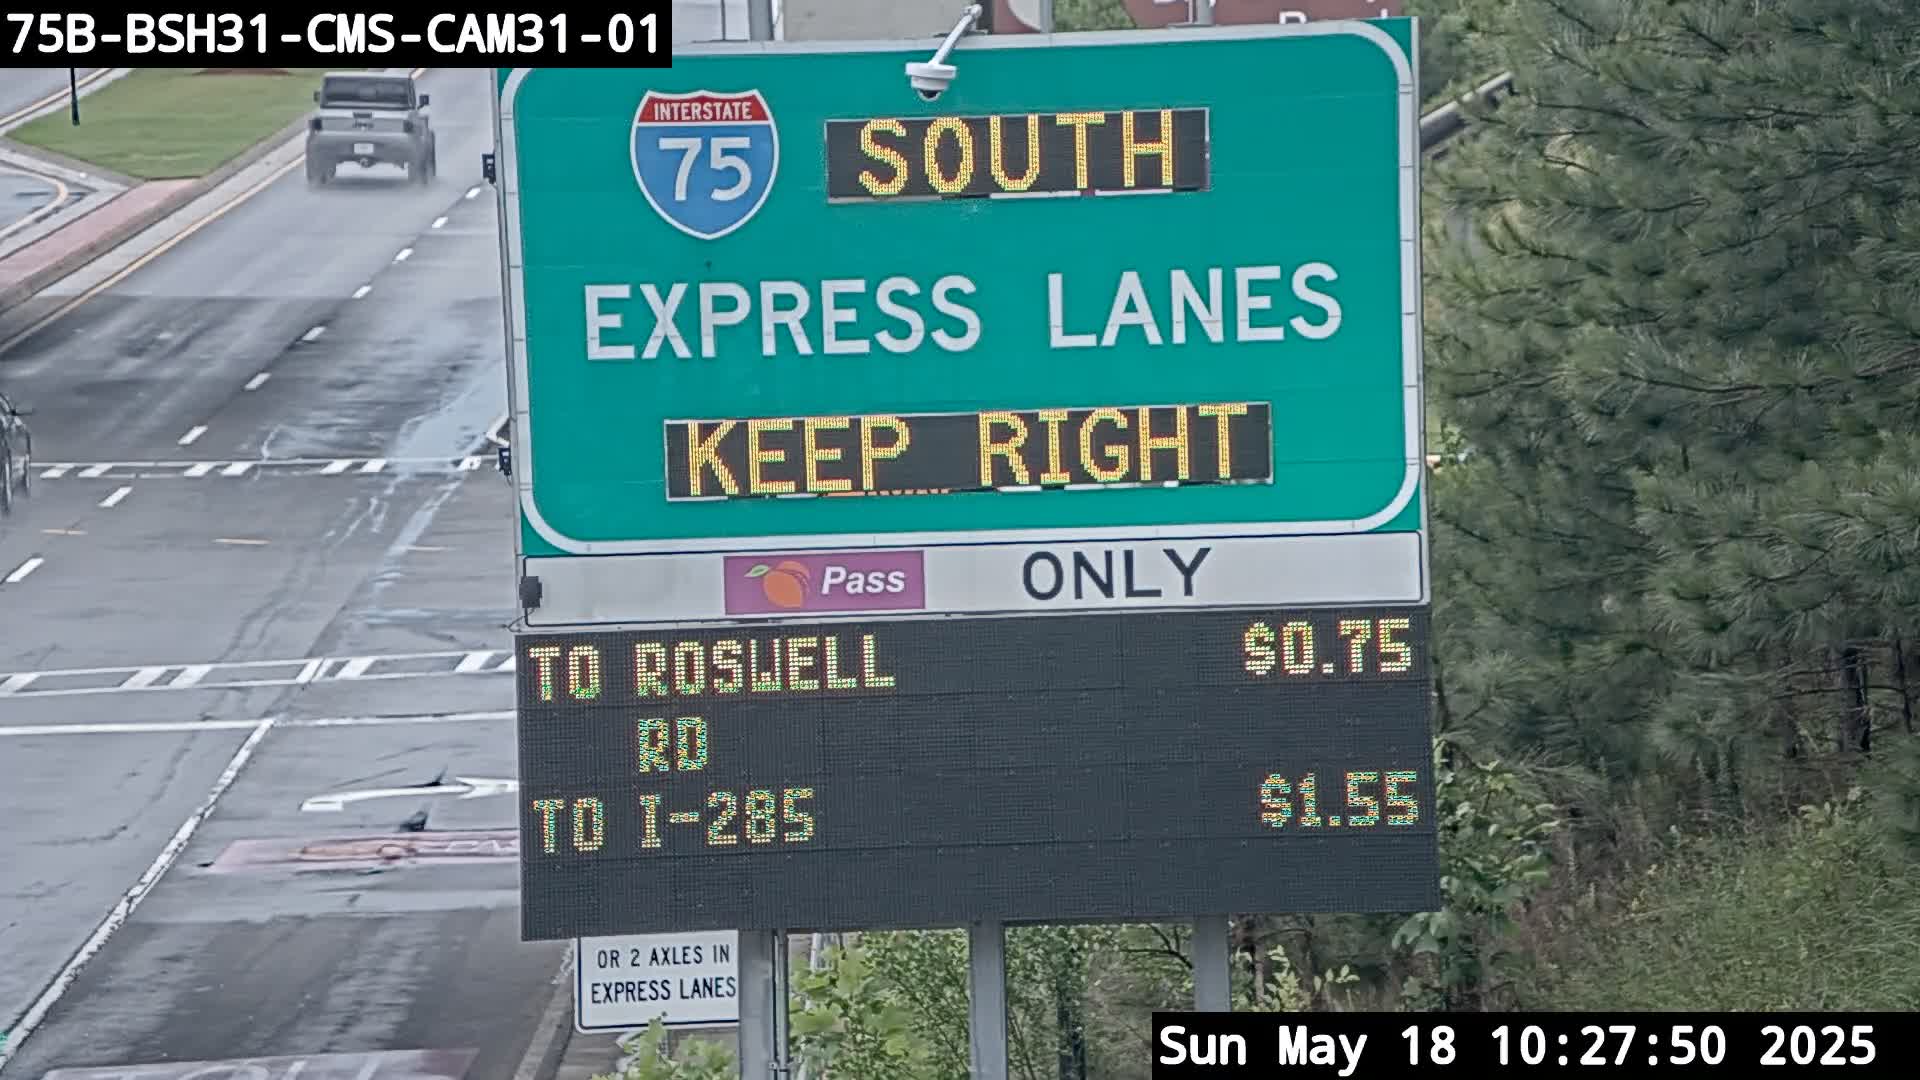 75B-BSH31-CMS-CAM31-01
INTERSTATE
75
SOUTH
EXPRESS LANES
KEEP RIGHT
Pass ONLY
TO ROSWELL $0.75
RD
TO I-285 $1.55
OR 2 AXLES IN
EXPRESS LANES
Sun May 18 10:27:50 2025